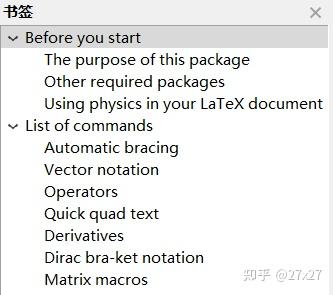 书签
Before you start
The purpose of this package
Other required packages
Using physics in your LaTeX document
List of commands
Automatic bracing
Vector notation
Operators
Quick quad text
Derivatives
Dirac bra-ket notation
Matrix macros
知乎 @27x27